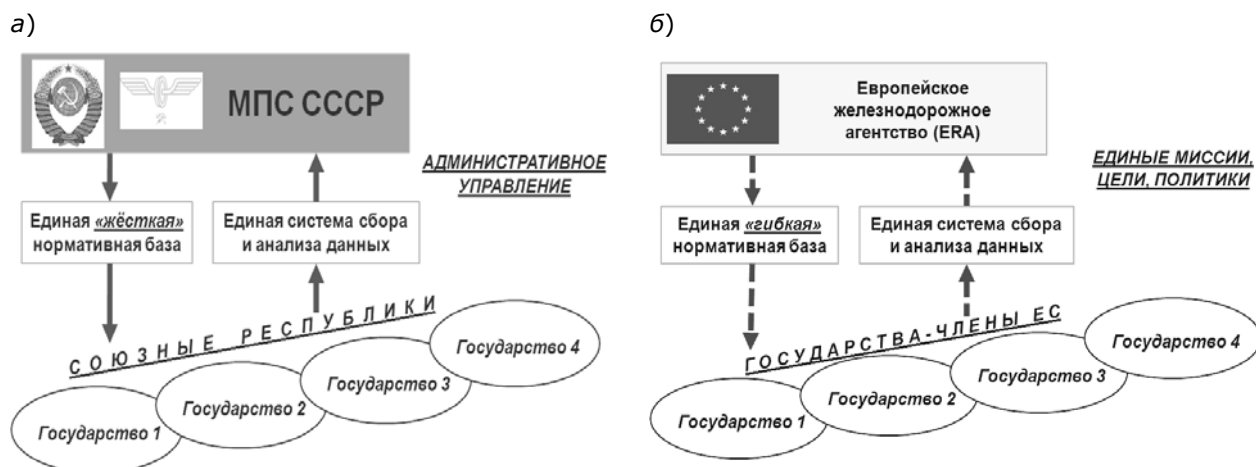 а)
МПС СССР
АДМИНИСТРАТИВНОЕ
УПРАВЛЕНИЕ
Единая «жёсткая»
нормативная база
Единая система сбора
и анализа данных
СОЮЗНЫЕ РЕСПУБЛИКИ
Государство 1
Государство 2
Государство 3
Государство 4
б)
Европейское
железнодорожное
агентство (ERA)
ЕДИНЫЕ МИССИИ,
ЦЕЛИ, ПОЛИТИКИ
Единая «гибкая»
нормативная база
Единая система сбора
и анализа данных
ГОСУДАРСТВА-ЧЛЕНЫ ЕС
Государство 1
Государство 2
Государство 3
Государство 4